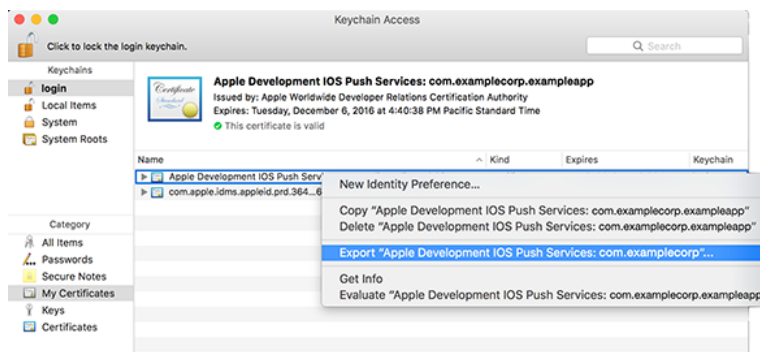 Keychain Access
Click to lock the login keychain.
Search
Keychains
login
Local Items
System
System Roots
Certificate
Standard
Apple Development IOS Push Services: com.examplecorp.exampleapp
Issued by: Apple Worldwide Developer Relations Certification Authority
Expires: Tuesday, December 6, 2016 at 4:40:38 PM Pacific Standard Time
This certificate is valid
Name Kind Expires Keychain
Apple Development IOS Push Serv
com.apple.idms.appleid.prd.364...6
New Identity Preference...
Copy "Apple Development IOS Push Services: com.examplecorp.exampleapp"
Delete "Apple Development IOS Push Services: com.examplecorp.exampleapp"
Export "Apple Development IOS Push Services: com.examplecorp"...
Get Info
Evaluate "Apple Development IOS Push Services: com.examplecorp.exampleapp
Category
All Items
Passwords
Secure Notes
My Certificates
Keys
Certificates